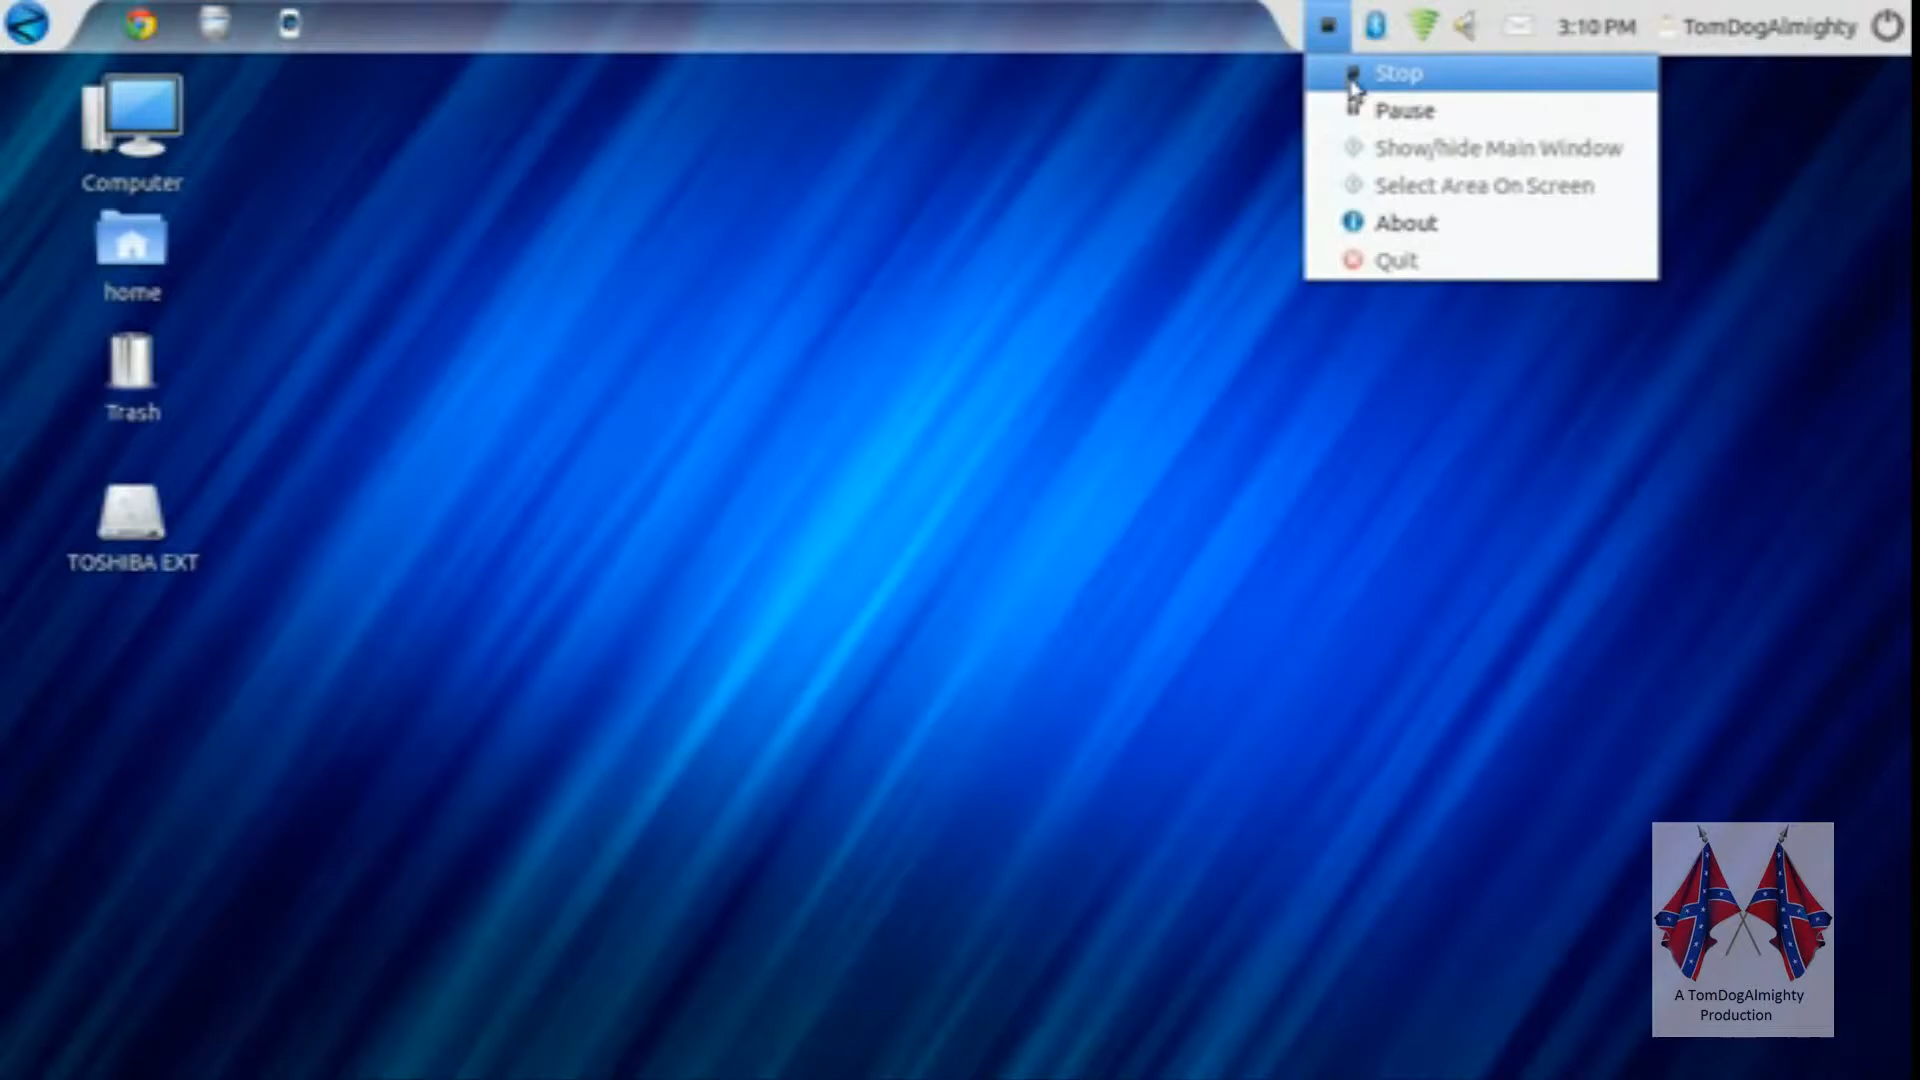 3:10 PM
TomDogAlmighty
Stop
Pause
Show/hide Main Window
Select Area On Screen
About
Quit
Computer
home
Trash
TOSHIBA EXT
A TomDogAlmighty
Production